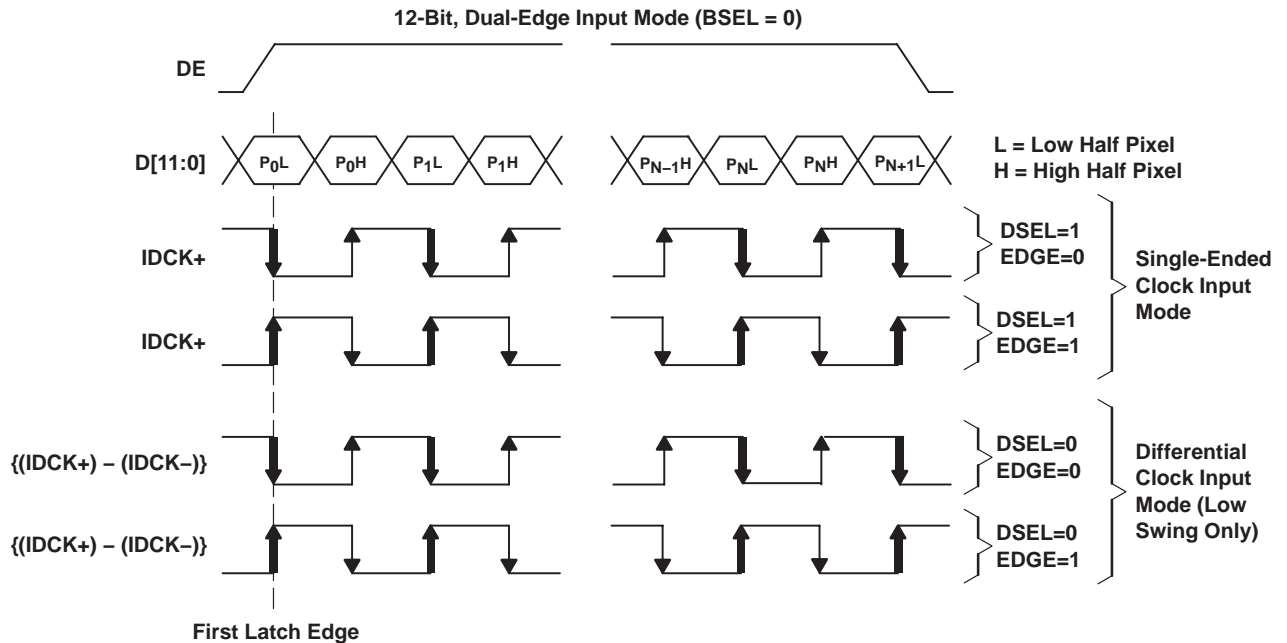 12-Bit, Dual-Edge Input Mode (BSEL = 0)
DE
D[11:0]
P0L
P0H
P1L
P1H
PN−1H
PNL
PNH
PN+1L
L = Low Half Pixel
H = High Half Pixel
IDCK+
DSEL=1
EDGE=0
IDCK+
DSEL=1
EDGE=1
Single-Ended
Clock Input
Mode
{(IDCK+) − (IDCK−)}
DSEL=0
EDGE=0
{(IDCK+) − (IDCK−)}
DSEL=0
EDGE=1
Differential
Clock Input
Mode (Low
Swing Only)
First Latch Edge